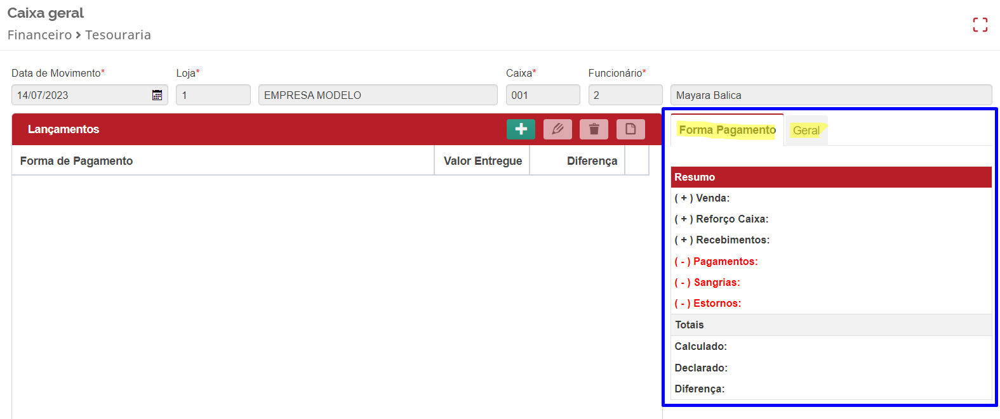 Caixa geral
Financeiro > Tesouraria
Data de Movimento* Loja* Caixa* Funcionário*
14/07/2023 1 EMPRESA MODELO 001 2 Mayara Balica
Lançamentos
Forma de Pagamento Valor Entregue Diferença
Forma Pagamento Geral
Resumo
( + ) Venda:
( + ) Reforço Caixa:
( + ) Recebimentos:
( - ) Pagamentos:
( - ) Sangrias:
( - ) Estornos:
Totais
Calculado:
Declarado:
Diferença: